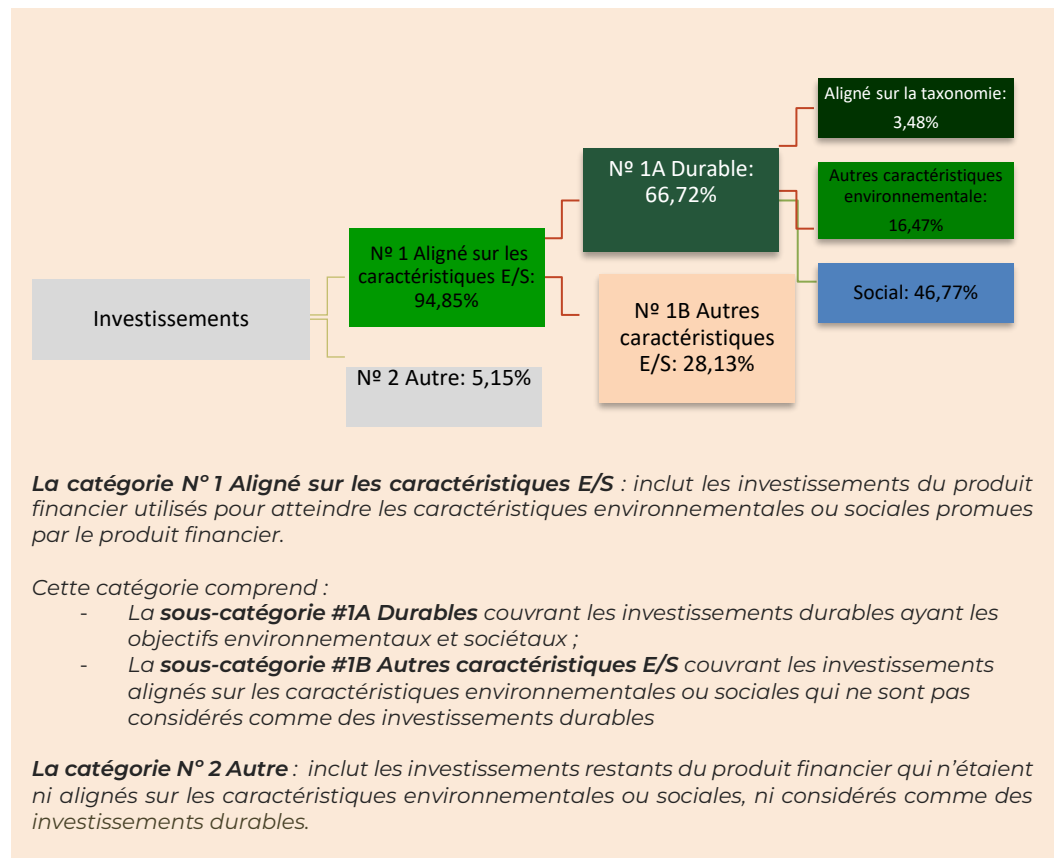 Aligné sur la taxonomie:
3,48%
Nº 1A Durable:
66,72%
Autres caractéristiques
environnementale:
16,47%
Nº 1 Aligné sur les
caractéristiques E/S:
94,85%
Social: 46,77%
Investissements
Nº 1B Autres
caractéristiques
E/S: 28,13%
Nº 2 Autre: 5,15%
La catégorie N° 1 Aligné sur les caractéristiques E/S : inclut les investissements du produit
financier utilisés pour atteindre les caractéristiques environnementales ou sociales promues
par le produit financier.
Cette catégorie comprend :
- La sous-catégorie #1A Durables couvrant les investissements durables ayant les
objectifs environnementaux et sociétaux ;
- La sous-catégorie #1B Autres caractéristiques E/S couvrant les investissements
alignés sur les caractéristiques environnementales ou sociales qui ne sont pas
considérés comme des investissements durables
La catégorie N° 2 Autre : inclut les investissements restants du produit financier qui n'étaient
ni alignés sur les caractéristiques environnementales ou sociales, ni considérés comme des
investissements durables.